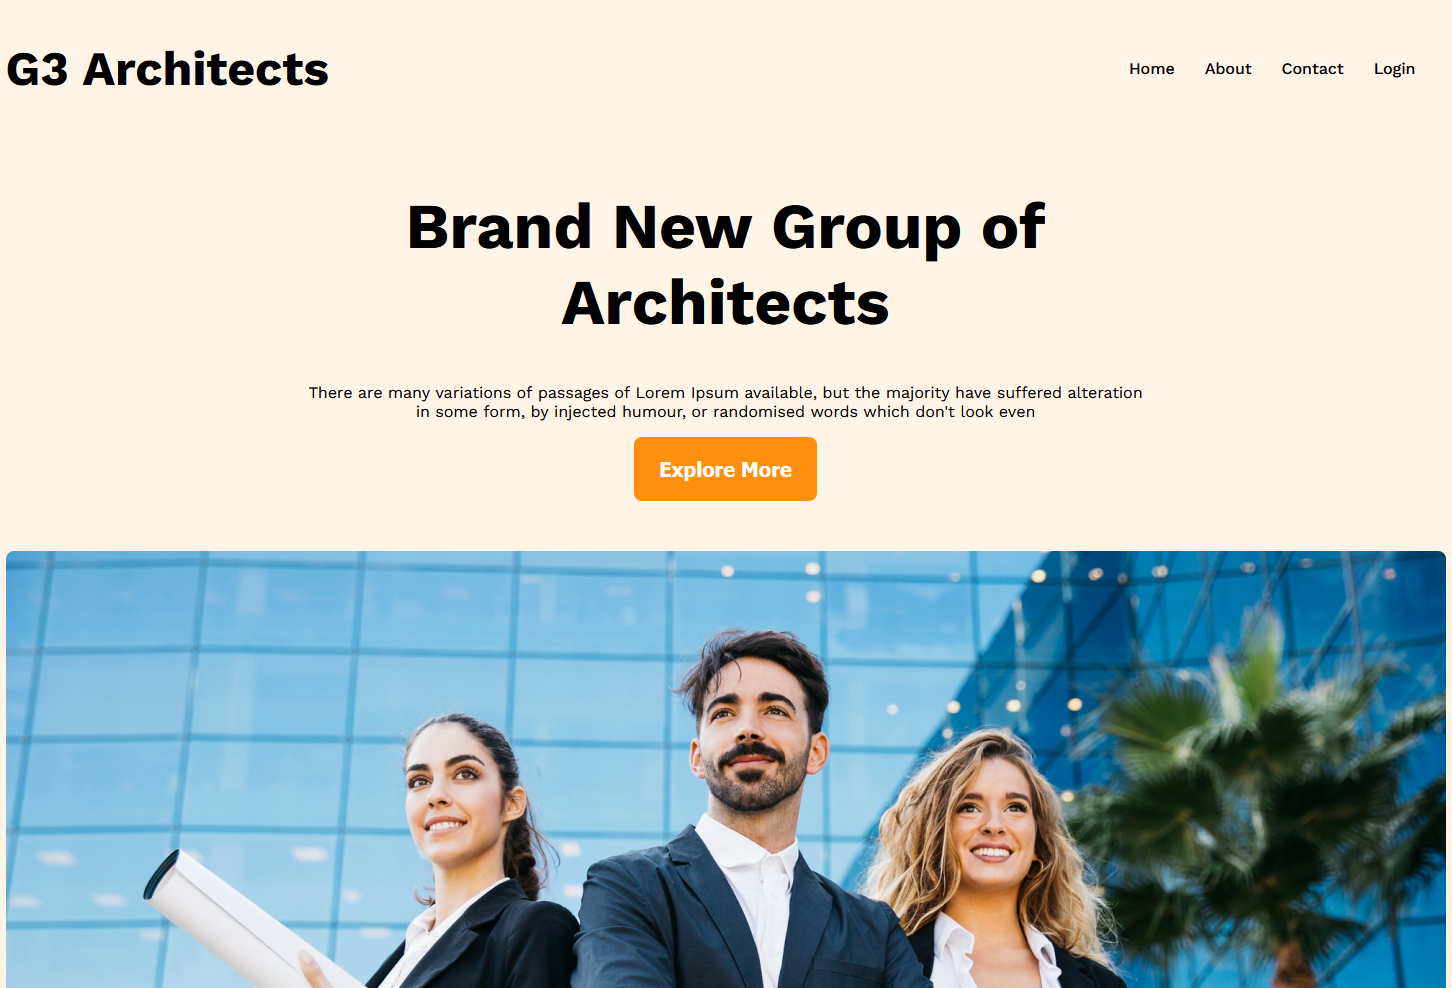 G3 Architects
Home About Contact Login
Brand New Group of
Architects
There are many variations of passages of Lorem Ipsum available, but the majority have suffered alteration
in some form, by injected humour, or randomised words which don't look even
Explore More